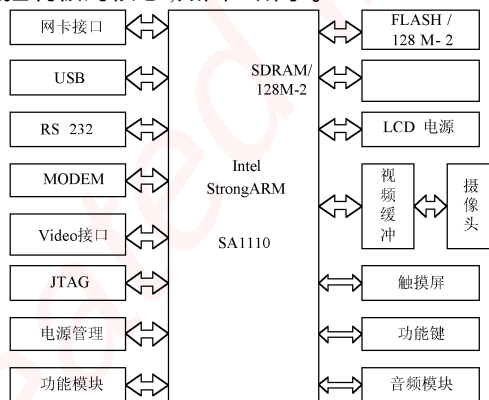 网卡接口
USB
RS 232
MODEM
Video接口
JTAG
电源管理
功能模块
SDRAM/
128M-2
Intel
StrongARM
SA1110
FLASH /
128 M- 2
LCD 电源
视频缓冲
摄像头
触摸屏
功能键
音频模块